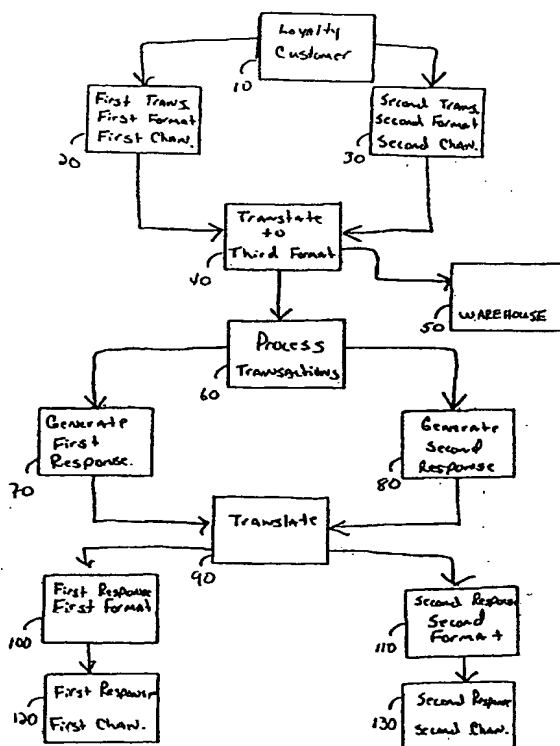 Loyalty
Customer
10
First Trans.
First Format
First Chan.
20
Second Trans.
Second Format
Second Chan.
30
Translate
to
Third Format
40
WAREHOUSE
50
Process
Transactions
60
Generate
First
Response.
70
Generate
Second
Response
80
Translate
90
First Response
First Format
100
Second Response
Second
Format
110
First Response
First Chan.
120
Second Response
Second Chan.
130